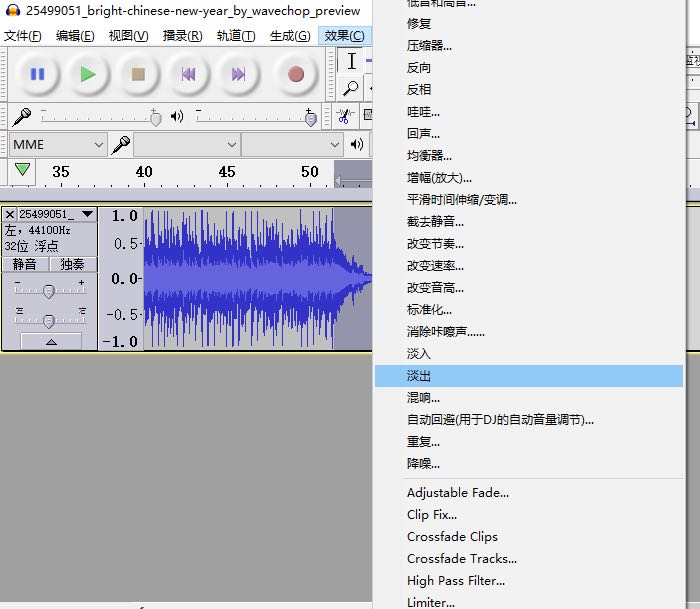 25499051_bright-chinese-new-year_by_wavechop_preview
文件(F) 编辑(E) 视图(V) 播录(R) 轨道(T) 生成(G) 效果(C)
MME
35 40 45 50
25499051_
左, 44100Hz
32位 浮点
静音 独奏
- +
左 右
1.0
0.5-
0.0-
-0.5-
-1.0
低音和高音...
修复
压缩器...
反向
反相
哇哇...
回声...
均衡器...
增幅(放大)...
平滑时间伸缩/变调...
截去静音...
改变节奏...
改变速率...
改变音高...
标准化...
消除咔嚓声......
淡入
淡出
混响...
自动回避(用于DJ的自动音量调节)...
重复...
降噪...
Adjustable Fade...
Clip Fix...
Crossfade Clips
Crossfade Tracks...
High Pass Filter...
Limiter...